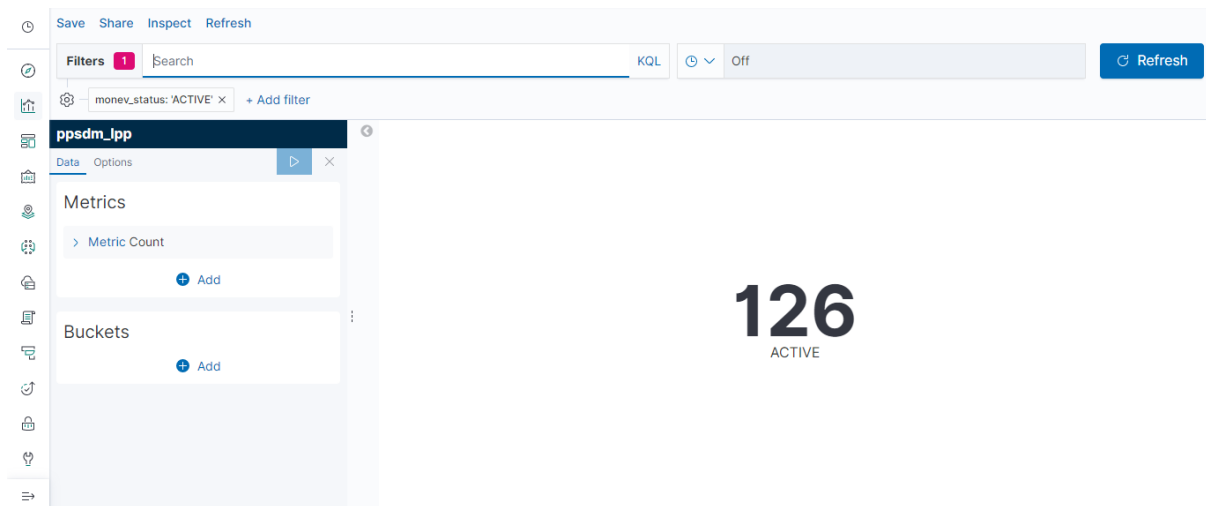 Save Share Inspect Refresh
Filters 1 Search KQL Off Refresh
monev_status: 'ACTIVE' × + Add filter
ppsdm_lpp
Data Options
Metrics
Metric Count
Add
Buckets
Add
126
ACTIVE